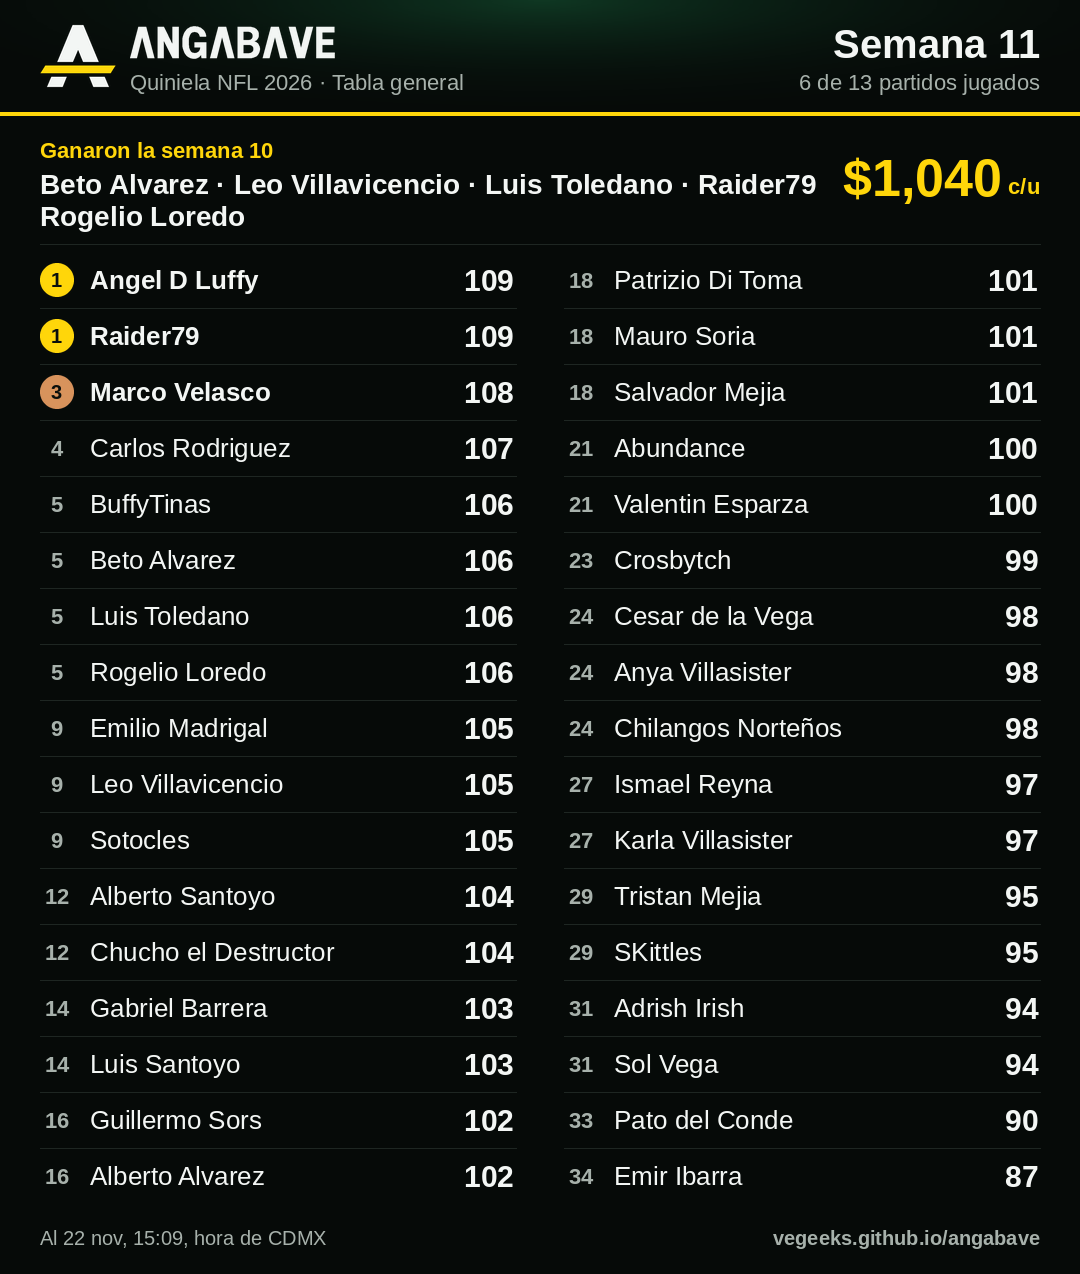 ANGABAVE
Quiniela NFL 2026 · Tabla general
Semana 11
6 de 13 partidos jugados
Ganaron la semana 10
Beto Alvarez · Leo Villavicencio · Luis Toledano · Raider79
Rogelio Loredo
$1,040 c/u
1 Angel D Luffy 109
1 Raider79 109
3 Marco Velasco 108
4 Carlos Rodriguez 107
5 BuffyTinas 106
5 Beto Alvarez 106
5 Luis Toledano 106
5 Rogelio Loredo 106
9 Emilio Madrigal 105
9 Leo Villavicencio 105
9 Sotocles 105
12 Alberto Santoyo 104
12 Chucho el Destructor 104
14 Gabriel Barrera 103
14 Luis Santoyo 103
16 Guillermo Sors 102
16 Alberto Alvarez 102
18 Patrizio Di Toma 101
18 Mauro Soria 101
18 Salvador Mejia 101
21 Abundance 100
21 Valentin Esparza 100
23 Crosbytch 99
24 Cesar de la Vega 98
24 Anya Villasister 98
24 Chilangos Norteños 98
27 Ismael Reyna 97
27 Karla Villasister 97
29 Tristan Mejia 95
29 SKittles 95
31 Adrish Irish 94
31 Sol Vega 94
33 Pato del Conde 90
34 Emir Ibarra 87
Al 22 nov, 15:09, hora de CDMX
vegeeks.github.io/angabave